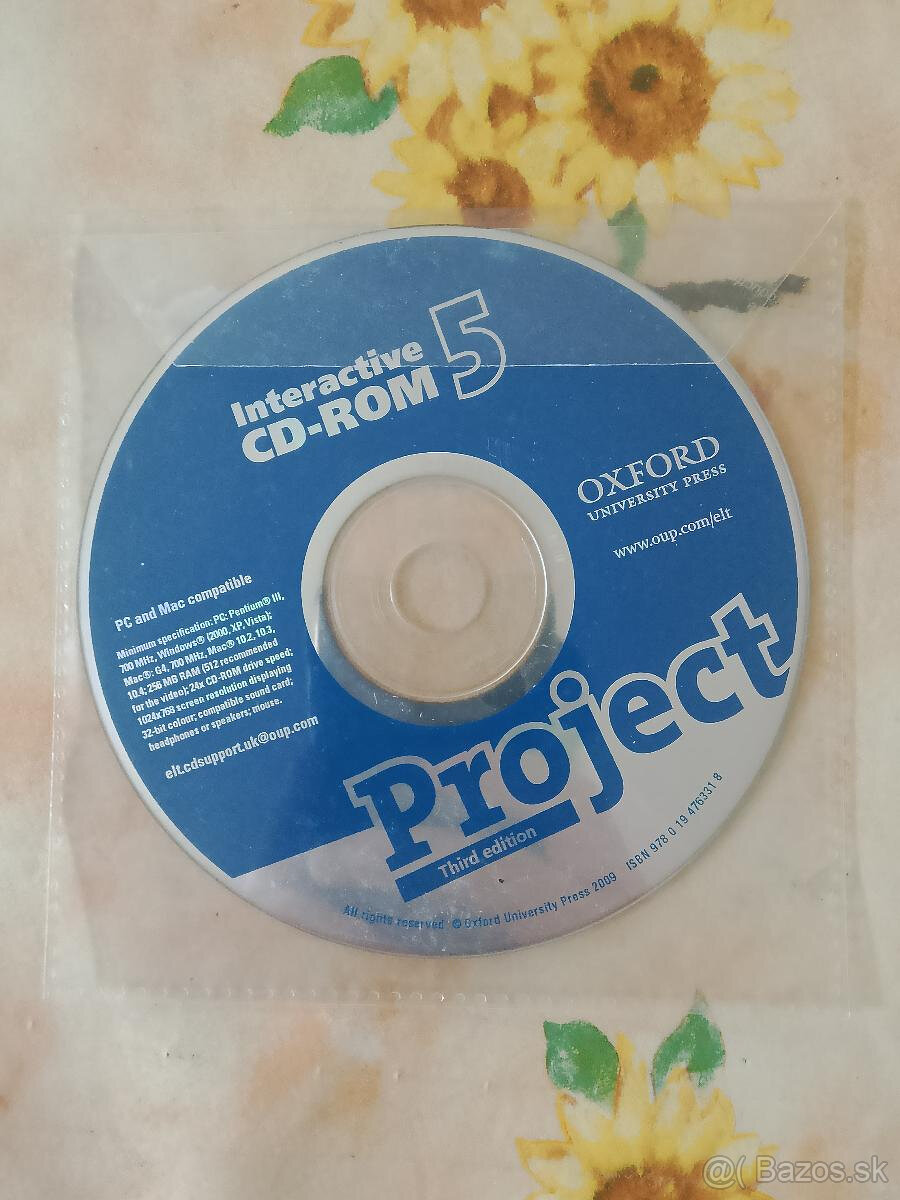 Interactive
CD-ROM 5
OXFORD
UNIVERSITY PRESS
www.oup.com/elt
PC and Mac compatible
Minimum specification: PC: Pentium® III,
700 MHz, Windows® (2000, XP, Vista);
Mac®: G4, 700 MHz, Mac® 10.2, 10.3,
10.4; 256 MB RAM (512 recommended
for the video); 24x CD-ROM drive speed;
1024x768 screen resolution displaying
32-bit colour; compatible sound card;
headphones or speakers; mouse.
elt.cdsupport.uk@oup.com
Project
Third edition
All rights reserved © Oxford University Press 2009 ISBN 978 0 19 476331 8
@( Bazos.sk